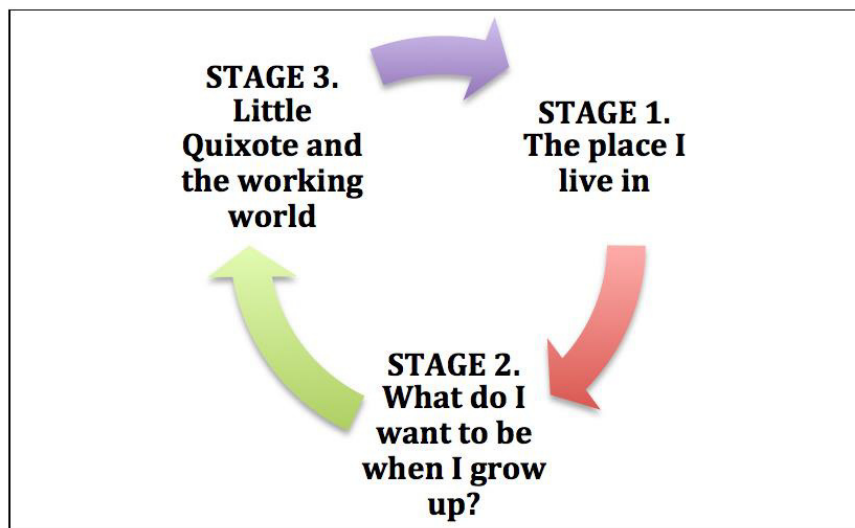 STAGE 1.
The place I
live in
STAGE 2.
What do I
want to be
when I grow
up?
STAGE 3.
Little
Quixote and
the working
world